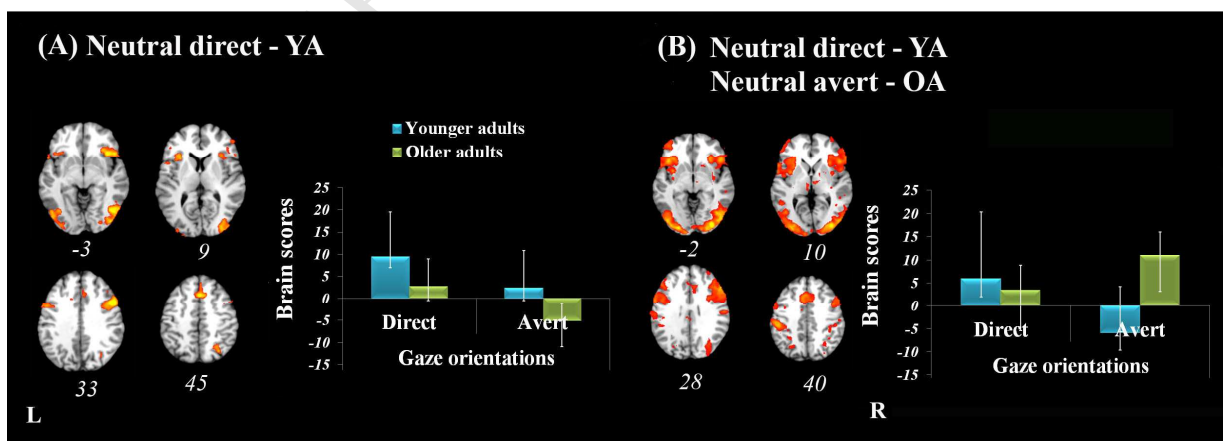 (A) Neutral direct - YA
Younger adults
Older adults
-3
9
33
45
L
Brain scores
25
20
15
10
5
0
-5
-10
-15
Direct
Avert
Gaze orientations
(B) Neutral direct - YA
Neutral avert - OA
-2
10
28
40
R
Brain scores
25
20
15
10
5
0
-5
-10
-15
Direct
Avert
Gaze orientations